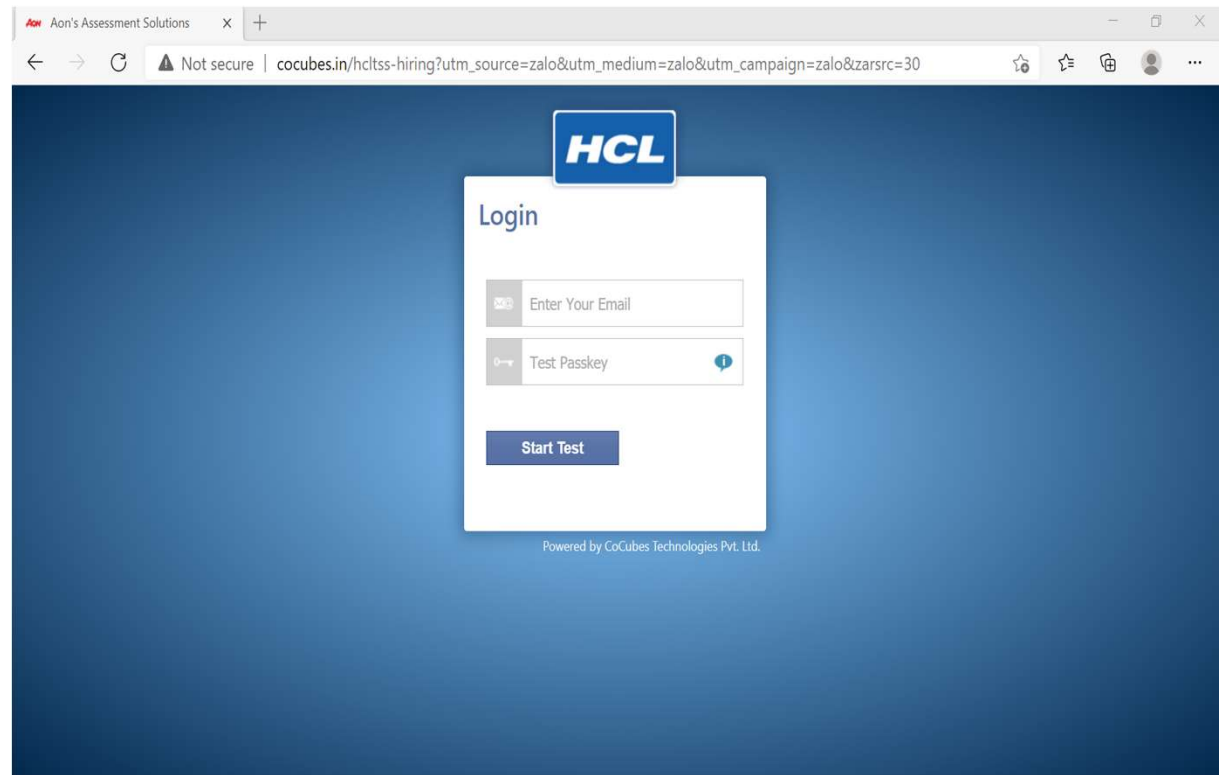 Aon Aon's Assessment Solutions
Not secure | cocubes.in/hcltss-hiring?utm_source=zalo&utm_medium=zalo&utm_campaign=zalo&zarsrc=30
HCL
Login
Enter Your Email
Test Passkey
Start Test
Powered by CoCubes Technologies Pvt. Ltd.